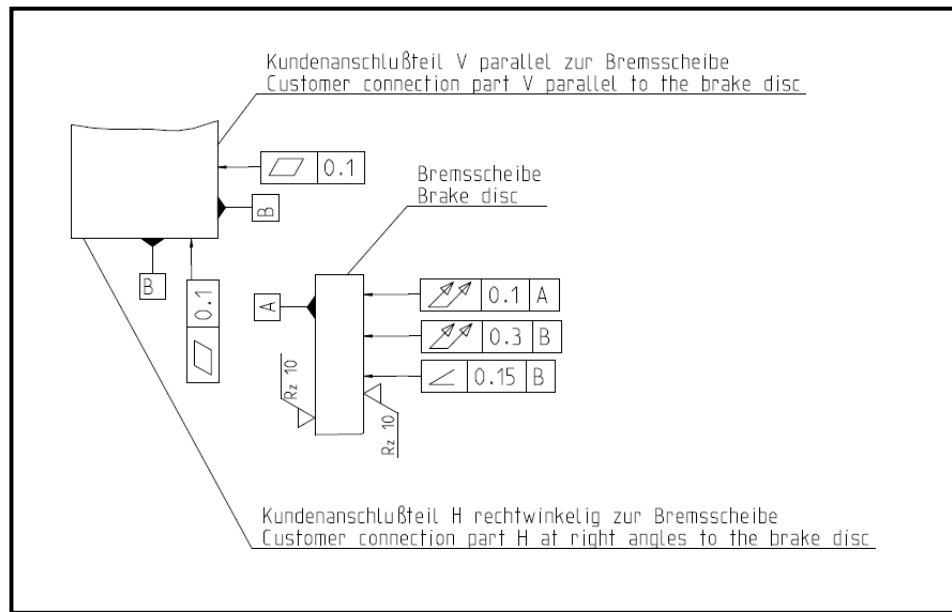 Kundenanschlußteil V parallel zur Bremsscheibe
Customer connection part V parallel to the brake disc
0.1
B
Bremsscheibe
Brake disc
B
0.1
A
0.1 A
0.3 B
0.15 B
Rz 10
Rz 10
Kundenanschlußteil H rechtwinkelig zur Bremsscheibe
Customer connection part H at right angles to the brake disc